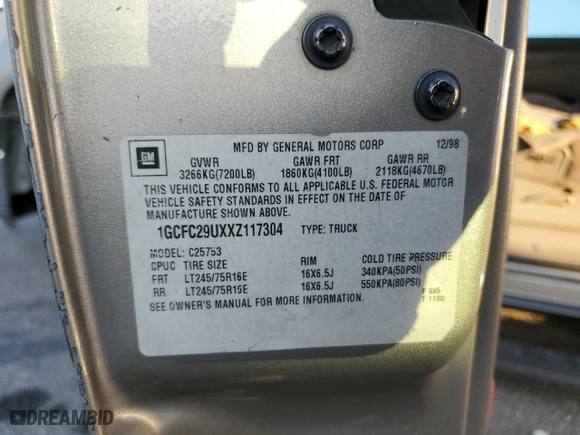 GM
MFD BY GENERAL MOTORS CORP 12/98
GVWR GAWR FRT GAWR RR
3266KG(7200LB) 1860KG(4100LB) 2118KG(4670LB)
THIS VEHICLE CONFORMS TO ALL APPLICABLE U.S. FEDERAL MOTOR
VEHICLE SAFETY STANDARDS IN EFFECT ON THE DATE OF
MANUFACTURE SHOWN ABOVE.
1GCFC29UXXZ117304 TYPE: TRUCK
MODEL: C25753
CPUC TIRE SIZE RIM COLD TIRE PRESSURE
FRT LT245/75R16E 16X6.5J 340KPA(50PSI)
RR LT245/75R16E 16X6.5J 550KPA(80PSI)
SEE OWNER'S MANUAL FOR MORE INFORMATION. F 665
T 1186
DREAMBID